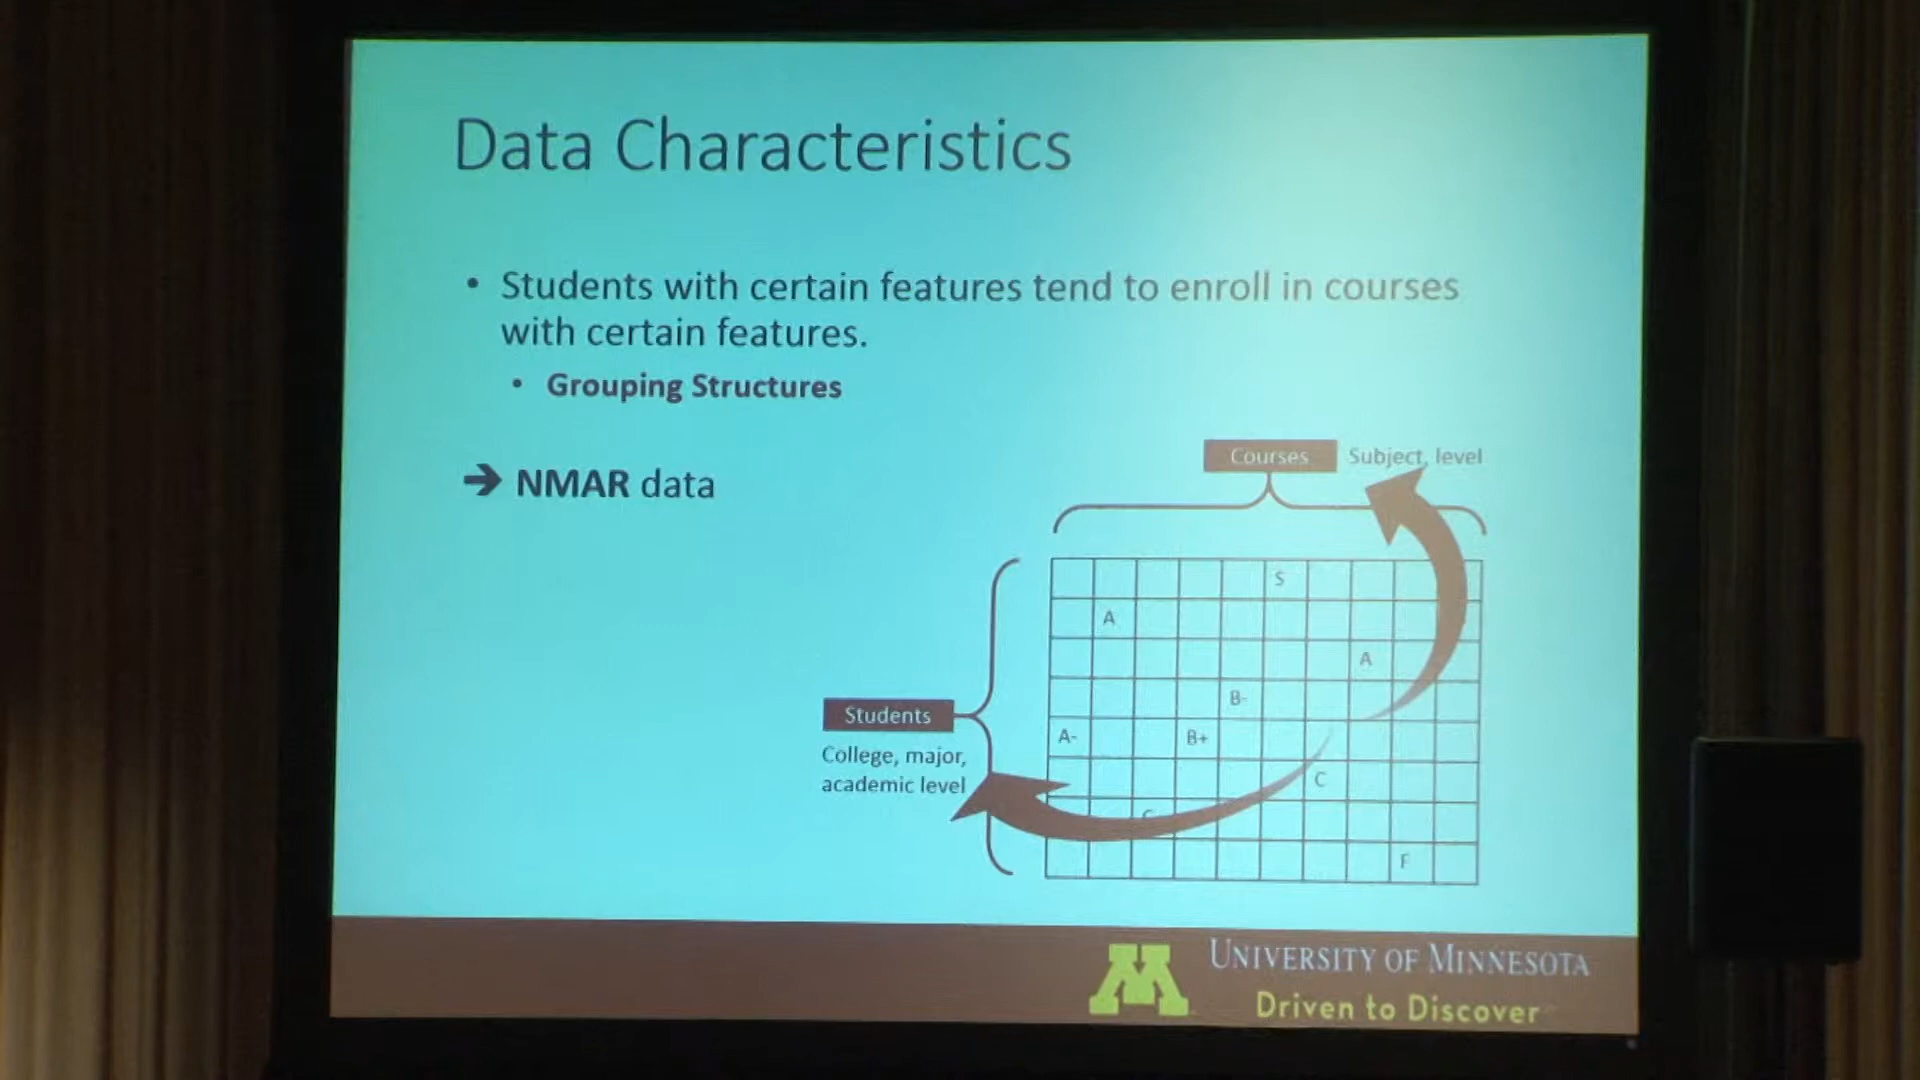 Data Characteristics
• Students with certain features tend to enroll in courses
with certain features.
• Grouping Structures
➔ NMAR data
Courses
Subject, level
S
A
A
B-
Students
A-
B+
College, major,
academic level
C
F
UNIVERSITY OF MINNESOTA
Driven to Discover